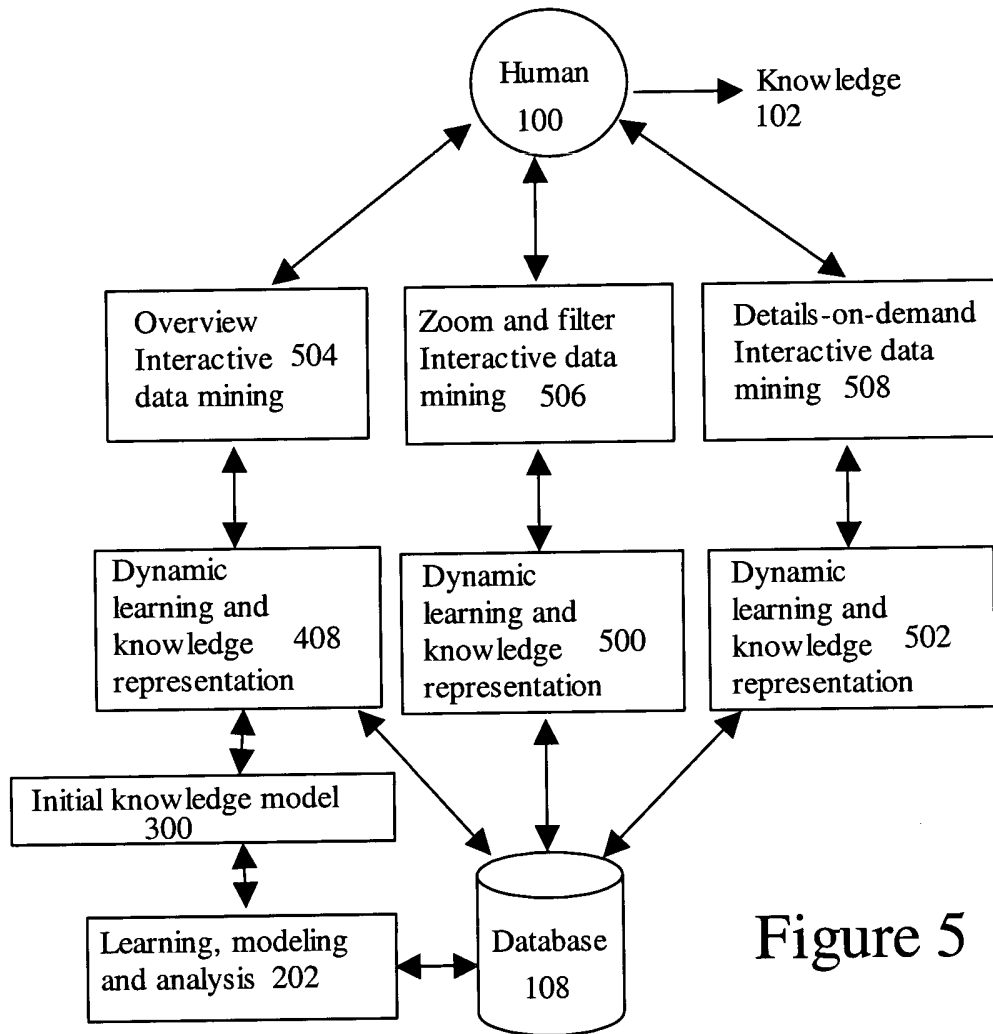 Human
100
Knowledge
102
Overview
Interactive 504
data mining
Zoom and filter
Interactive data
mining 506
Details-on-demand
Interactive data
mining 508
Dynamic
learning and
knowledge 408
representation
Dynamic
learning and
knowledge 500
representation
Dynamic
learning and
knowledge 502
representation
Initial knowledge model
300
Learning, modeling
and analysis 202
Database
108
Figure 5